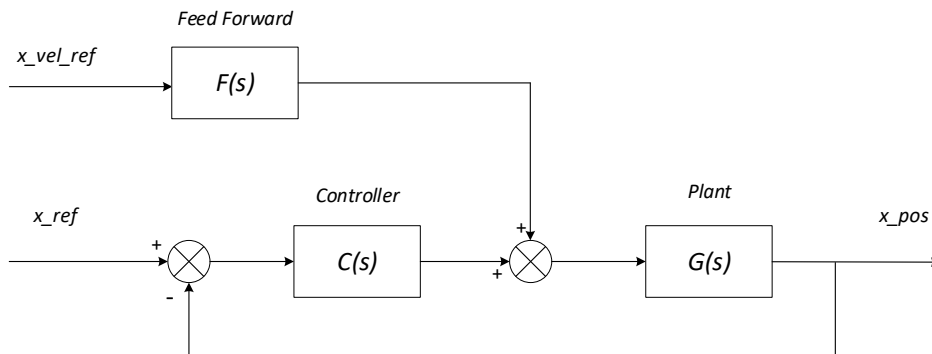 Feed Forward
x_vel_ref
F(s)
+
x_ref
Controller
Plant
x_pos
+
C(s)
+
G(s)
-